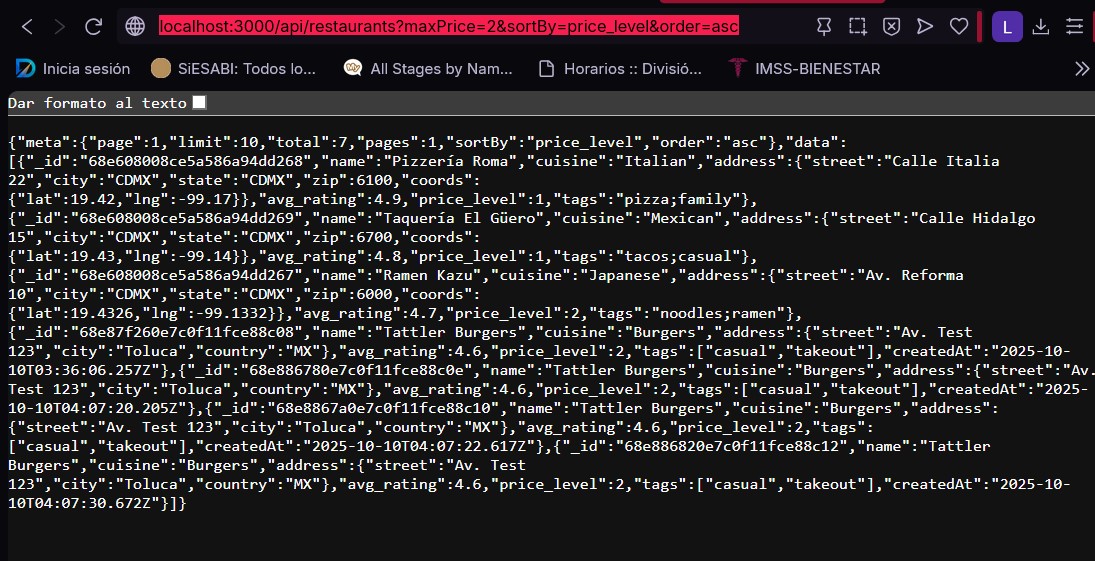 localhost:3000/api/restaurants?maxPrice=2&sortBy=price_level&order=asc
L
Inicia sesión
SiESABI: Todos lo...
All Stages by Nam...
Horarios :: Divisió...
IMSS-BIENESTAR
Dar formato al texto
{"meta":{"page":1,"limit":10,"total":7,"pages":1,"sortBy":"price_level","order":"asc"},"data":
[{"_id":"68e608008ce5a586a94dd268","name":"Pizzería Roma","cuisine":"Italian","address":{"street":"Calle Italia
22","city":"CDMX","state":"CDMX","zip":6100,"coords":
{"lat":19.42,"lng":-99.17}},"avg_rating":4.9,"price_level":1,"tags":"pizza;family"},
{"_id":"68e608008ce5a586a94dd269","name":"Taquería El Güero","cuisine":"Mexican","address":{"street":"Calle Hidalgo
15","city":"CDMX","state":"CDMX","zip":6700,"coords":
{"lat":19.43,"lng":-99.14}},"avg_rating":4.8,"price_level":1,"tags":"tacos;casual"},
{"_id":"68e608008ce5a586a94dd267","name":"Ramen Kazu","cuisine":"Japanese","address":{"street":"Av. Reforma
10","city":"CDMX","state":"CDMX","zip":6000,"coords":
{"lat":19.4326,"lng":-99.1332}},"avg_rating":4.7,"price_level":2,"tags":"noodles;ramen"},
{"_id":"68e87f260e7c0f11fce88c08","name":"Tattler Burgers","cuisine":"Burgers","address":{"street":"Av. Test
123","city":"Toluca","country":"MX"},"avg_rating":4.6,"price_level":2,"tags":["casual","takeout"],"createdAt":"2025-10-
10T03:36:06.257Z"},{"_id":"68e886780e7c0f11fce88c0e","name":"Tattler Burgers","cuisine":"Burgers","address":{"street":"Av.
Test 123","city":"Toluca","country":"MX"},"avg_rating":4.6,"price_level":2,"tags":["casual","takeout"],"createdAt":"2025-
10-10T04:07:20.205Z"},{"_id":"68e8867a0e7c0f11fce88c10","name":"Tattler Burgers","cuisine":"Burgers","address":
{"street":"Av. Test 123","city":"Toluca","country":"MX"},"avg_rating":4.6,"price_level":2,"tags":
["casual","takeout"],"createdAt":"2025-10-10T04:07:22.617Z"},{"_id":"68e886820e7c0f11fce88c12","name":"Tattler
Burgers","cuisine":"Burgers","address":{"street":"Av. Test
123","city":"Toluca","country":"MX"},"avg_rating":4.6,"price_level":2,"tags":["casual","takeout"],"createdAt":"2025-10-
10T04:07:30.672Z"}]}